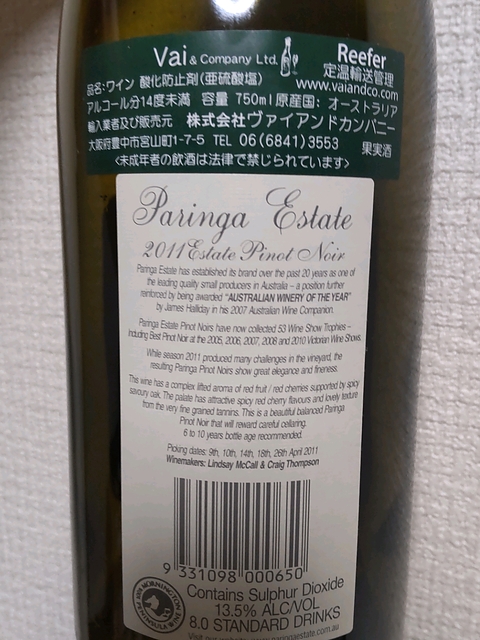 Vai & Company Ltd.
Reefer
定温輸送管理
www.vaiandco.com
品名:ワイン 酸化防止剤(亜硫酸塩)
アルコール分14度未満 容量 750ml 原産国: オーストラリア
輸入業者及び販売元 株式会社ヴァイアンドカンパニー
大阪府豊中市宮山町1-7-5 TEL 06(6841)3553 果実酒
<未成年者の飲酒は法律で禁じられています>
Paringa Estate
2011 Estate Pinot Noir
Paringa Estate has established its brand over the past 20 years as one of
the leading quality small producers in Australia – a position further
reinforced by being awarded "AUSTRALIAN WINERY OF THE YEAR"
by James Halliday in his 2007 Australian Wine Companion.
Paringa Estate Pinot Noirs have now collected 53 Wine Show Trophies –
Including Best Pinot Noir at the 2005, 2006, 2007, 2008 and 2010 Victorian Wine Shows.
While season 2011 produced many challenges in the vineyard, the
resulting Paringa Pinot Noirs show great elegance and fineness.
This wine has a complex lifted aroma of red fruit / red cherries supported by spicy
savoury oak. The palate has attractive spicy red cherry flavours and lovely texture
from the very fine grained tannins. This is a beautiful balanced Paringa
Pinot Noir that will reward careful cellaring.
6 to 10 years bottle age recommended.
Picking dates: 9th, 10th, 14th, 18th, 26th April 2011
Winemakers: Lindsay McCall & Craig Thompson
9 331098 000650
MORNINGTON
PENINSULA
WINE
Contains Sulphur Dioxide
13.5% ALC/VOL
8.0 STANDARD DRINKS
Visit our website www.paringaestate.com.au